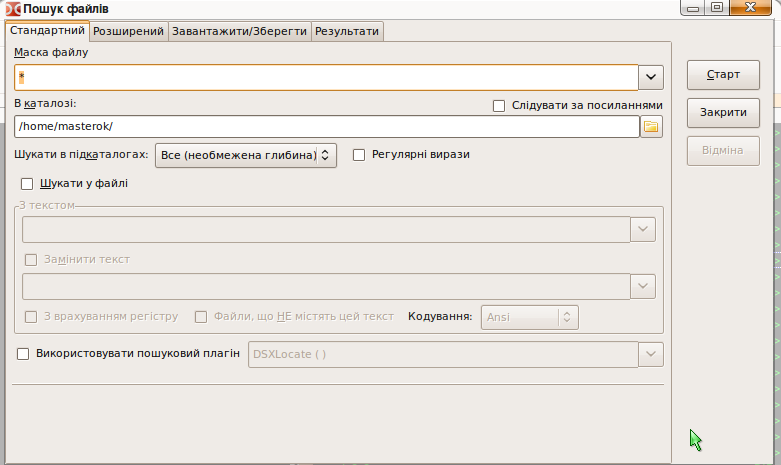 Пошук файлів
Стандартний Розширений Завантажити/Зберегти Результати
Маска файлу
*
Старт
В каталозі:
Слідувати за посиланнями
Закрити
/home/masterok/
Шукати в підкаталогах: Все (необмежена глибина) Регулярні вирази
Відміна
Шукати у файлі
З текстом
Замінити текст
З врахуванням регістру Файли, що НЕ містять цей текст Кодування: Ansi
Використовувати пошуковий плагін DSXLocate ( )